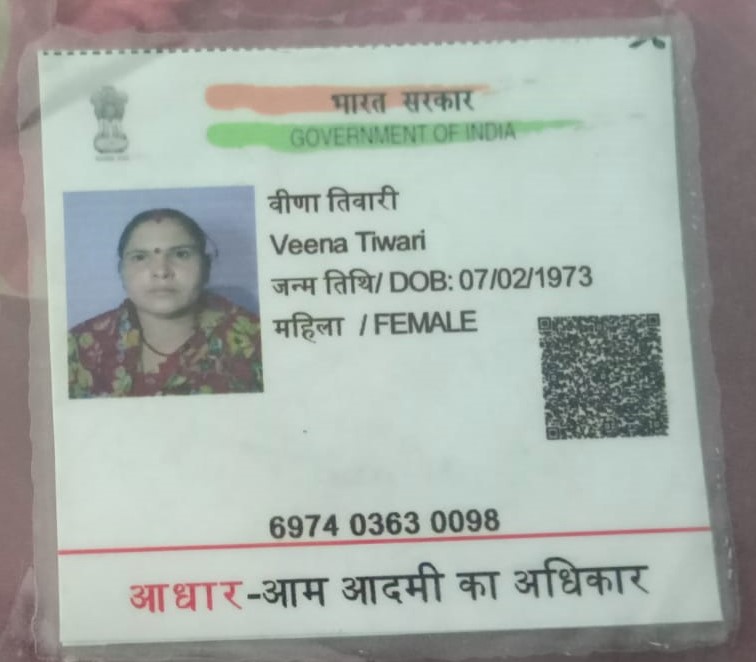 भारत सरकार
GOVERNMENT OF INDIA
वीणा तिवारी
Veena Tiwari
जन्म तिथि/ DOB: 07/02/1973
महिला / FEMALE
6974 0363 0098
आधार-आम आदमी का अधिकार